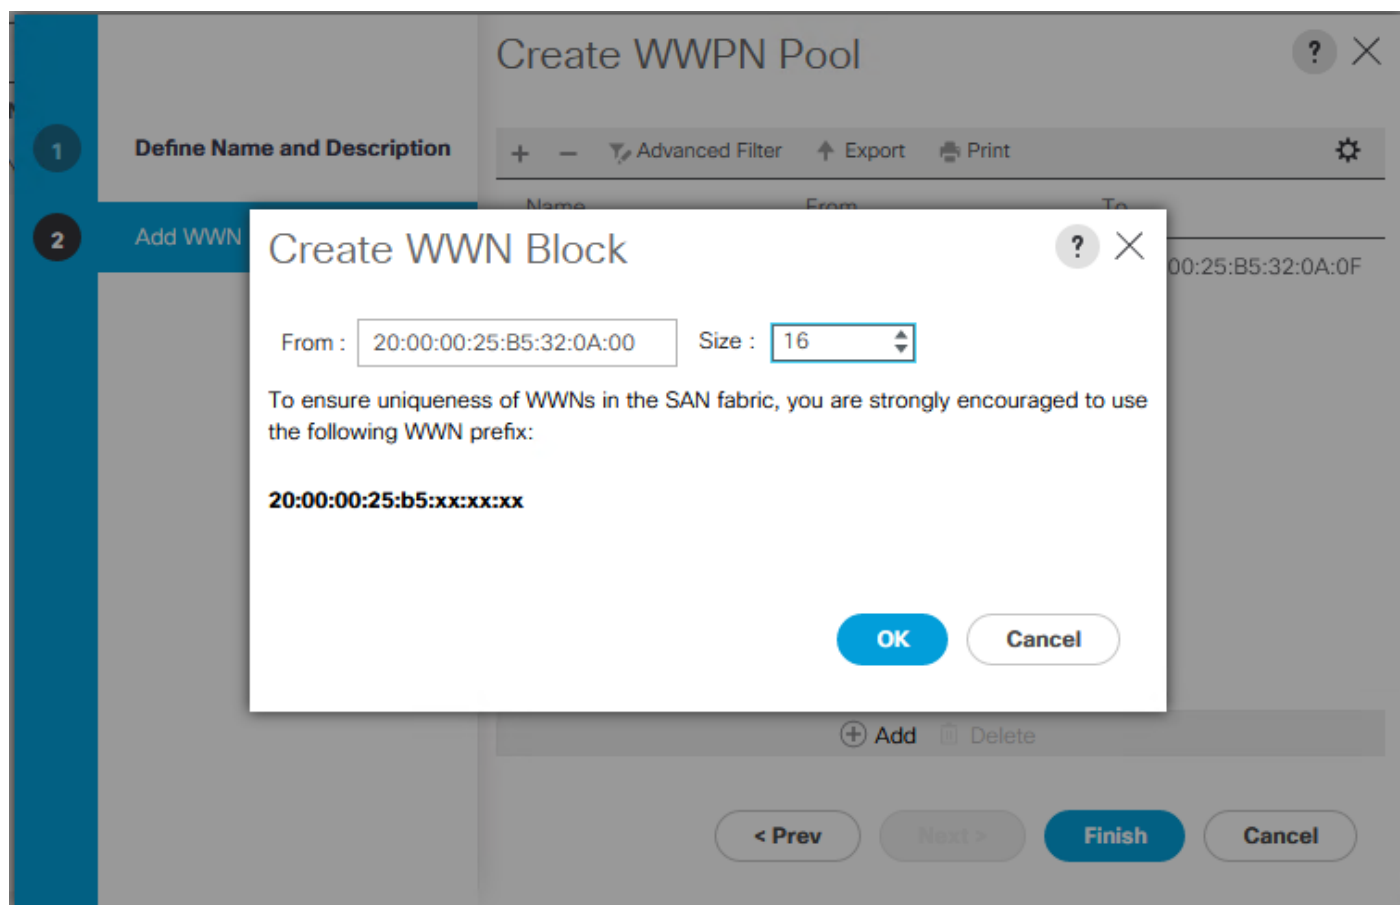 Create WWPN Pool
?
1
Define Name and Description
+ − Advanced Filter Export Print
Name From To
2
Add WWN
Create WWN Block
?
00:25:B5:32:0A:0F
From : 20:00:00:25:B5:32:0A:00 Size : 16
To ensure uniqueness of WWNs in the SAN fabric, you are strongly encouraged to use
the following WWN prefix:
20:00:00:25:b5:xx:xx:xx
OK Cancel
Add Delete
< Prev Next > Finish Cancel